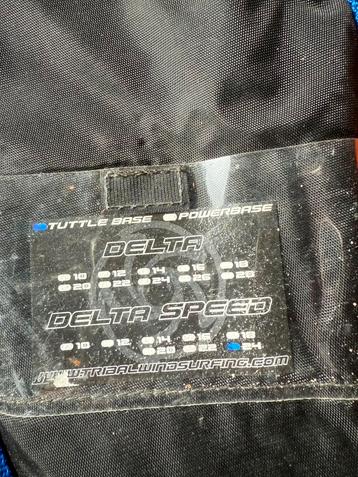 TUTTLE BASE POWERBASE
DELTA
10 12 14 16 18
20 22 24 26 28
DELTA SPEED
10 12 14 16 18
20 22 24
WWW.TRIBALWINDSURFING.COM